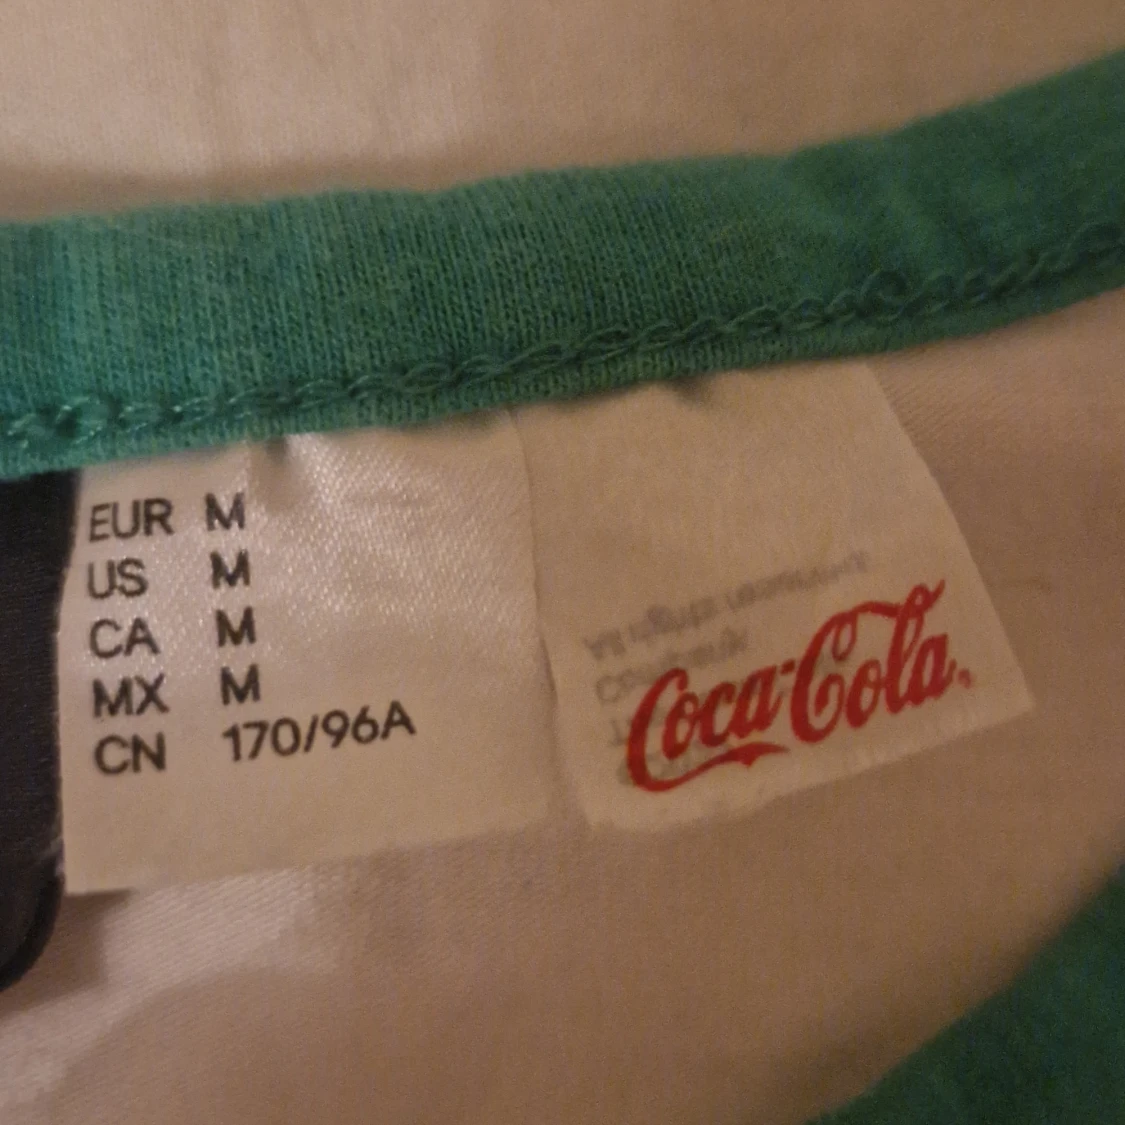 EUR M
US M
CA M
MX M
CN 170/96A
Coca-Cola®